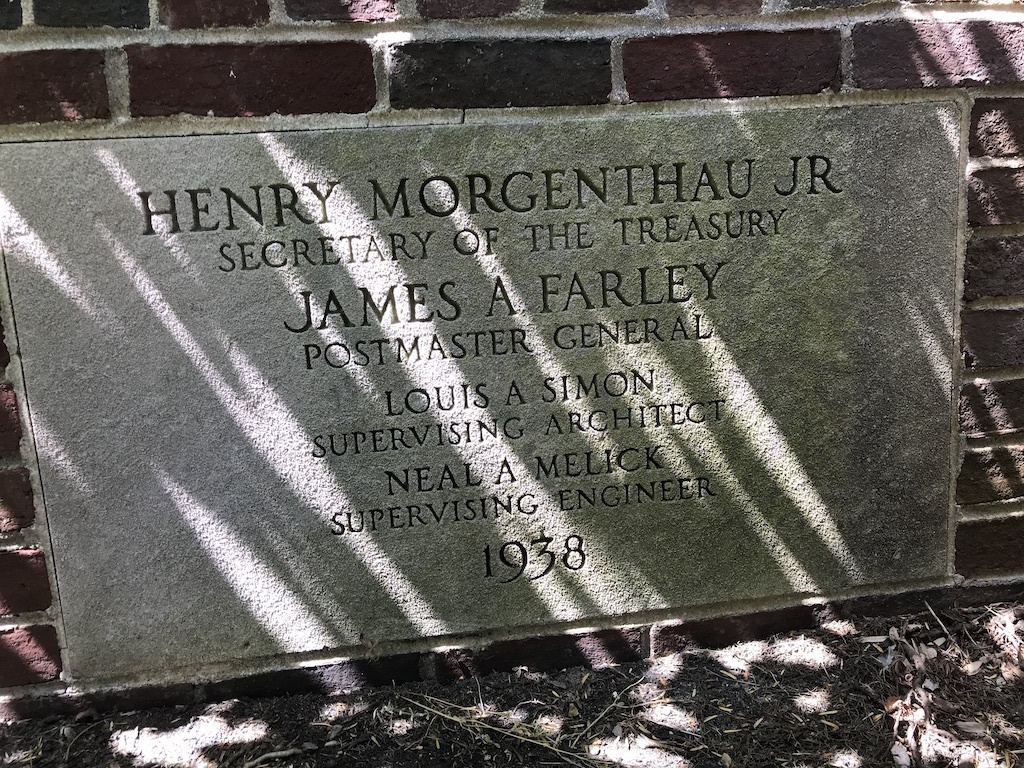 HENRY MORGENTHAU JR
SECRETARY OF THE TREASURY
JAMES A FARLEY
POSTMASTER GENERAL
LOUIS A SIMON
SUPERVISING ARCHITECT
NEAL A MELICK
SUPERVISING ENGINEER
1938